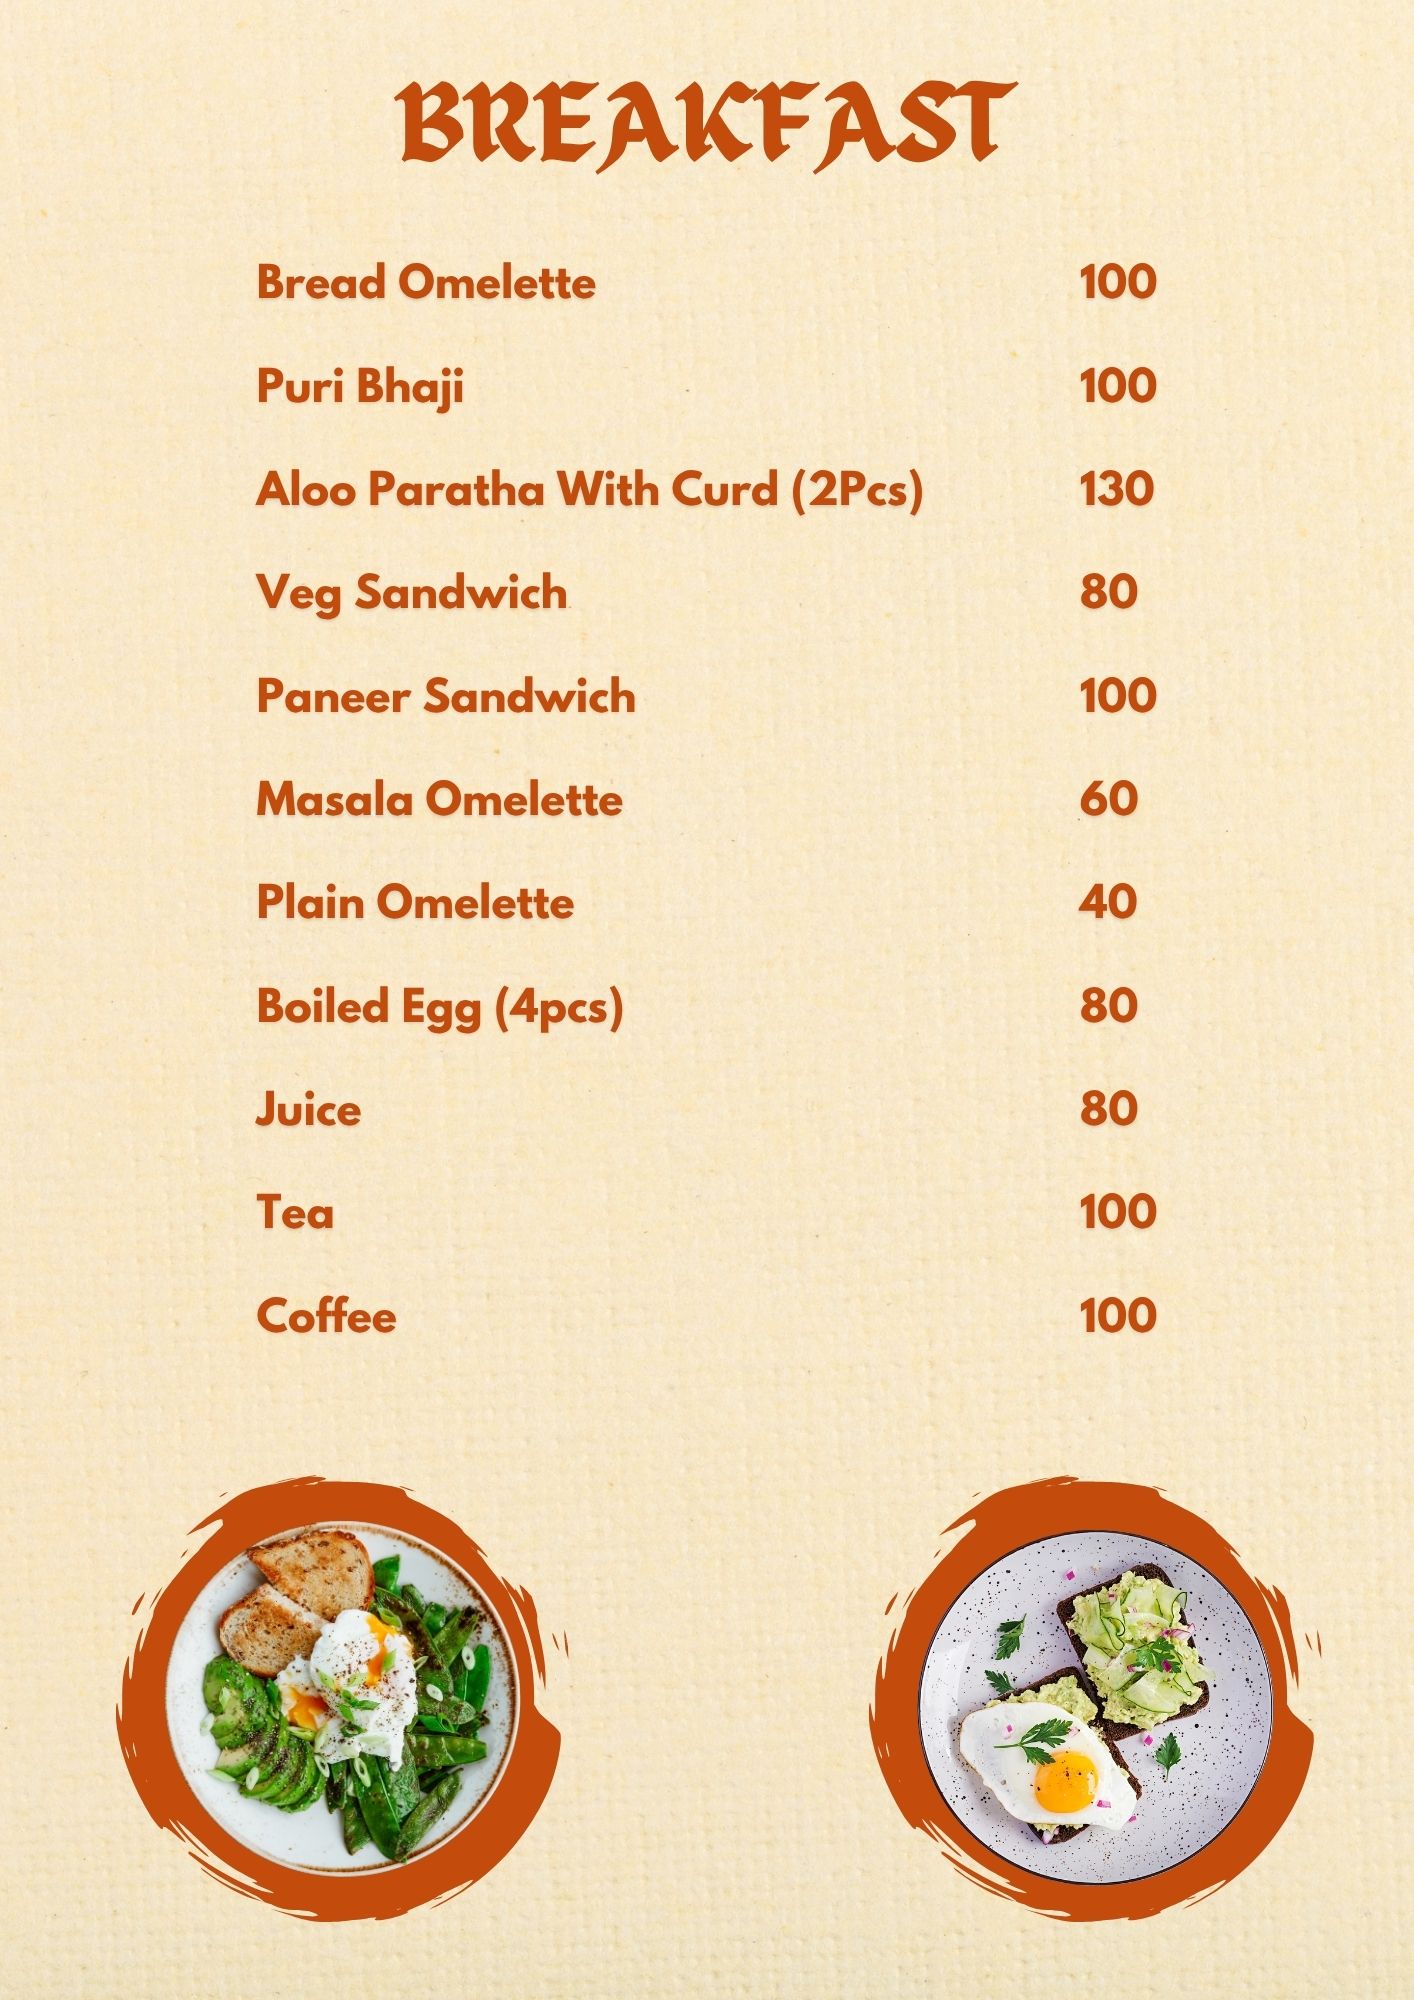 BREAKFAST
Bread Omelette 100
Puri Bhaji 100
Aloo Paratha With Curd (2Pcs) 130
Veg Sandwich 80
Paneer Sandwich 100
Masala Omelette 60
Plain Omelette 40
Boiled Egg (4pcs) 80
Juice 80
Tea 100
Coffee 100